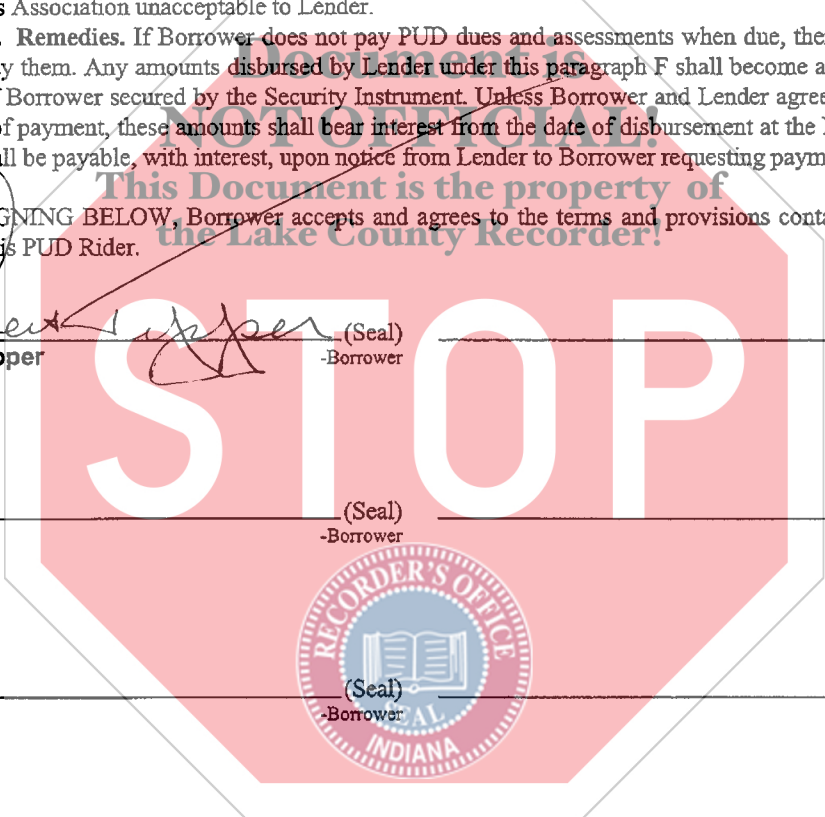 s Association unacceptable to Lender.
. Remedies. If Borrower does not pay PUD dues and assessments when due, the
y them. Any amounts disbursed by Lender under this paragraph F shall become a
f Borrower secured by the Security Instrument. Unless Borrower and Lender agree
of payment, these amounts shall bear interest from the date of disbursement at the
ll be payable, with interest, upon notice from Lender to Borrower requesting paym
GNING BELOW, Borrower accepts and agrees to the terms and provisions conta
is PUD Rider.
Document is
NOT OFFICIAL!
This Document is the property of
the Lake County Recorder!
Tipper (Seal)
pper -Borrower
STOP
(Seal)
-Borrower
(Seal)
-Borrower
RECORDER'S OFFICE
SEAL
INDIANA